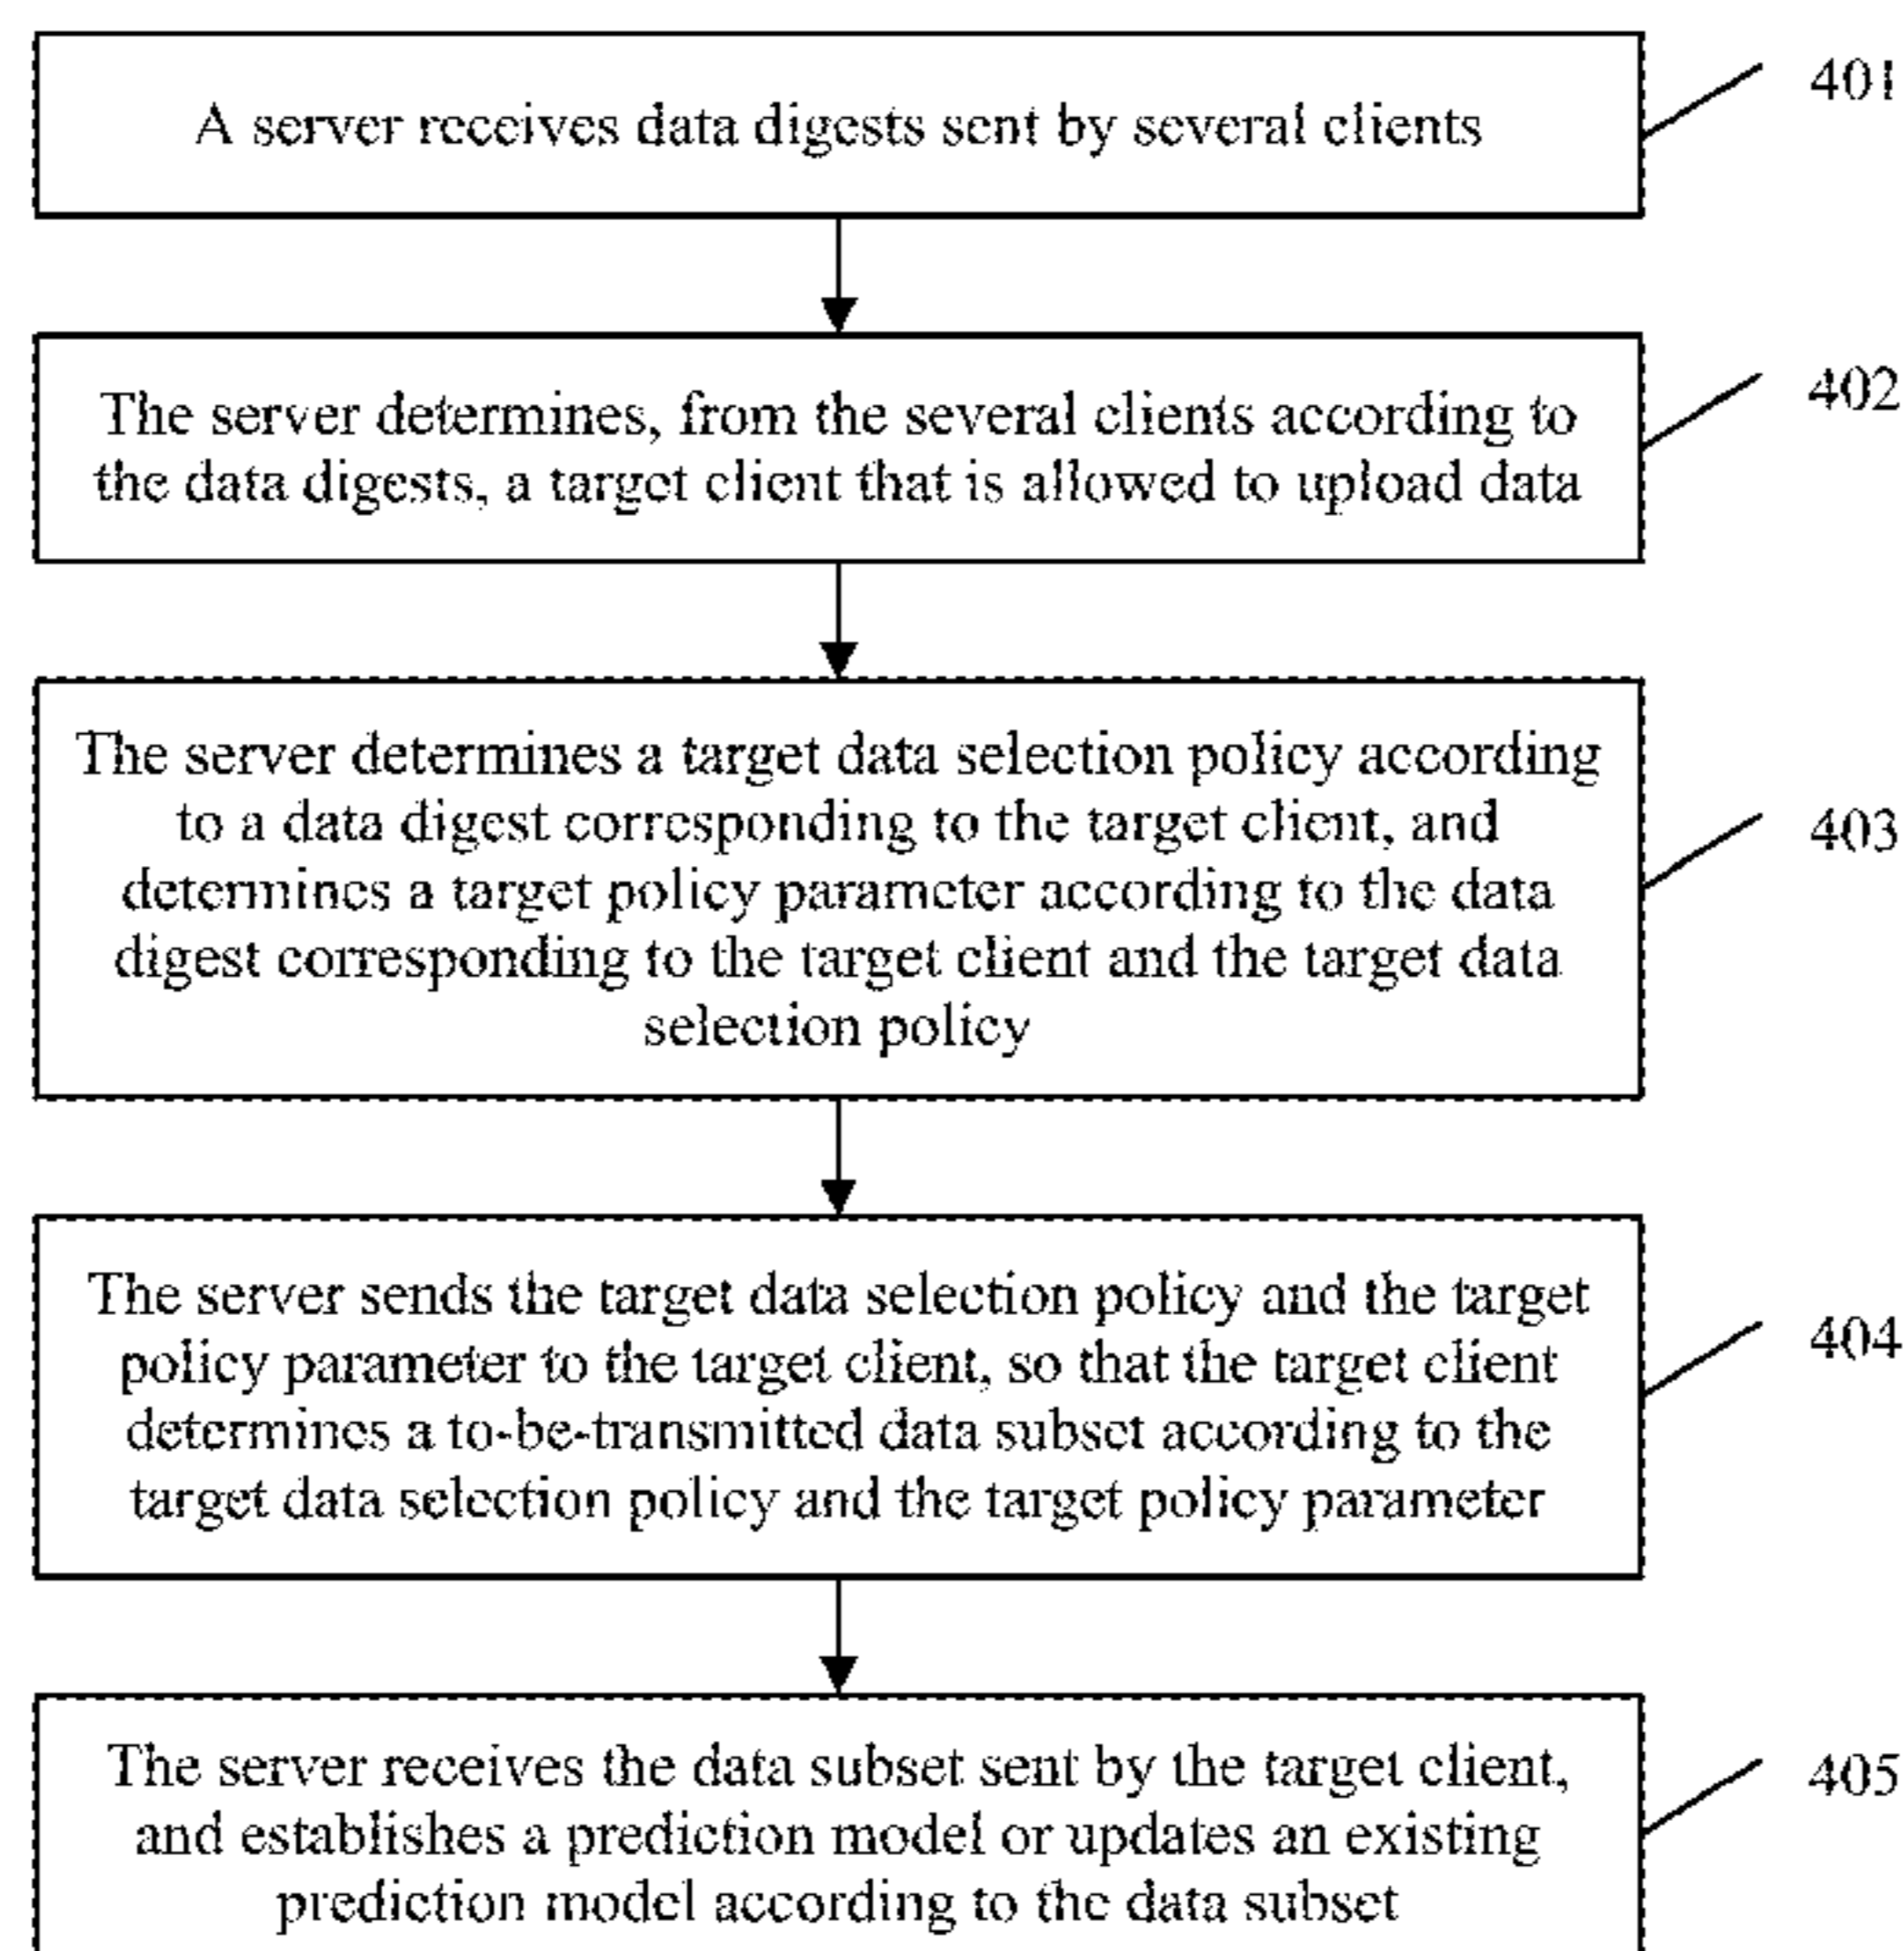 A server receives data digests sent by several clients
401
The server determines, from the several clients according to
the data digests, a target client that is allowed to upload data
402
The server determines a target data selection policy according
to a data digest corresponding to the target client, and
determines a target policy parameter according to the data
digest corresponding to the target client and the target data
selection policy
403
The server sends the target data selection policy and the target
policy parameter to the target client, so that the target client
determines a to-be-transmitted data subset according to the
target data selection policy and the target policy parameter
404
The server receives the data subset sent by the target client,
and establishes a prediction model or updates an existing
prediction model according to the data subset
405